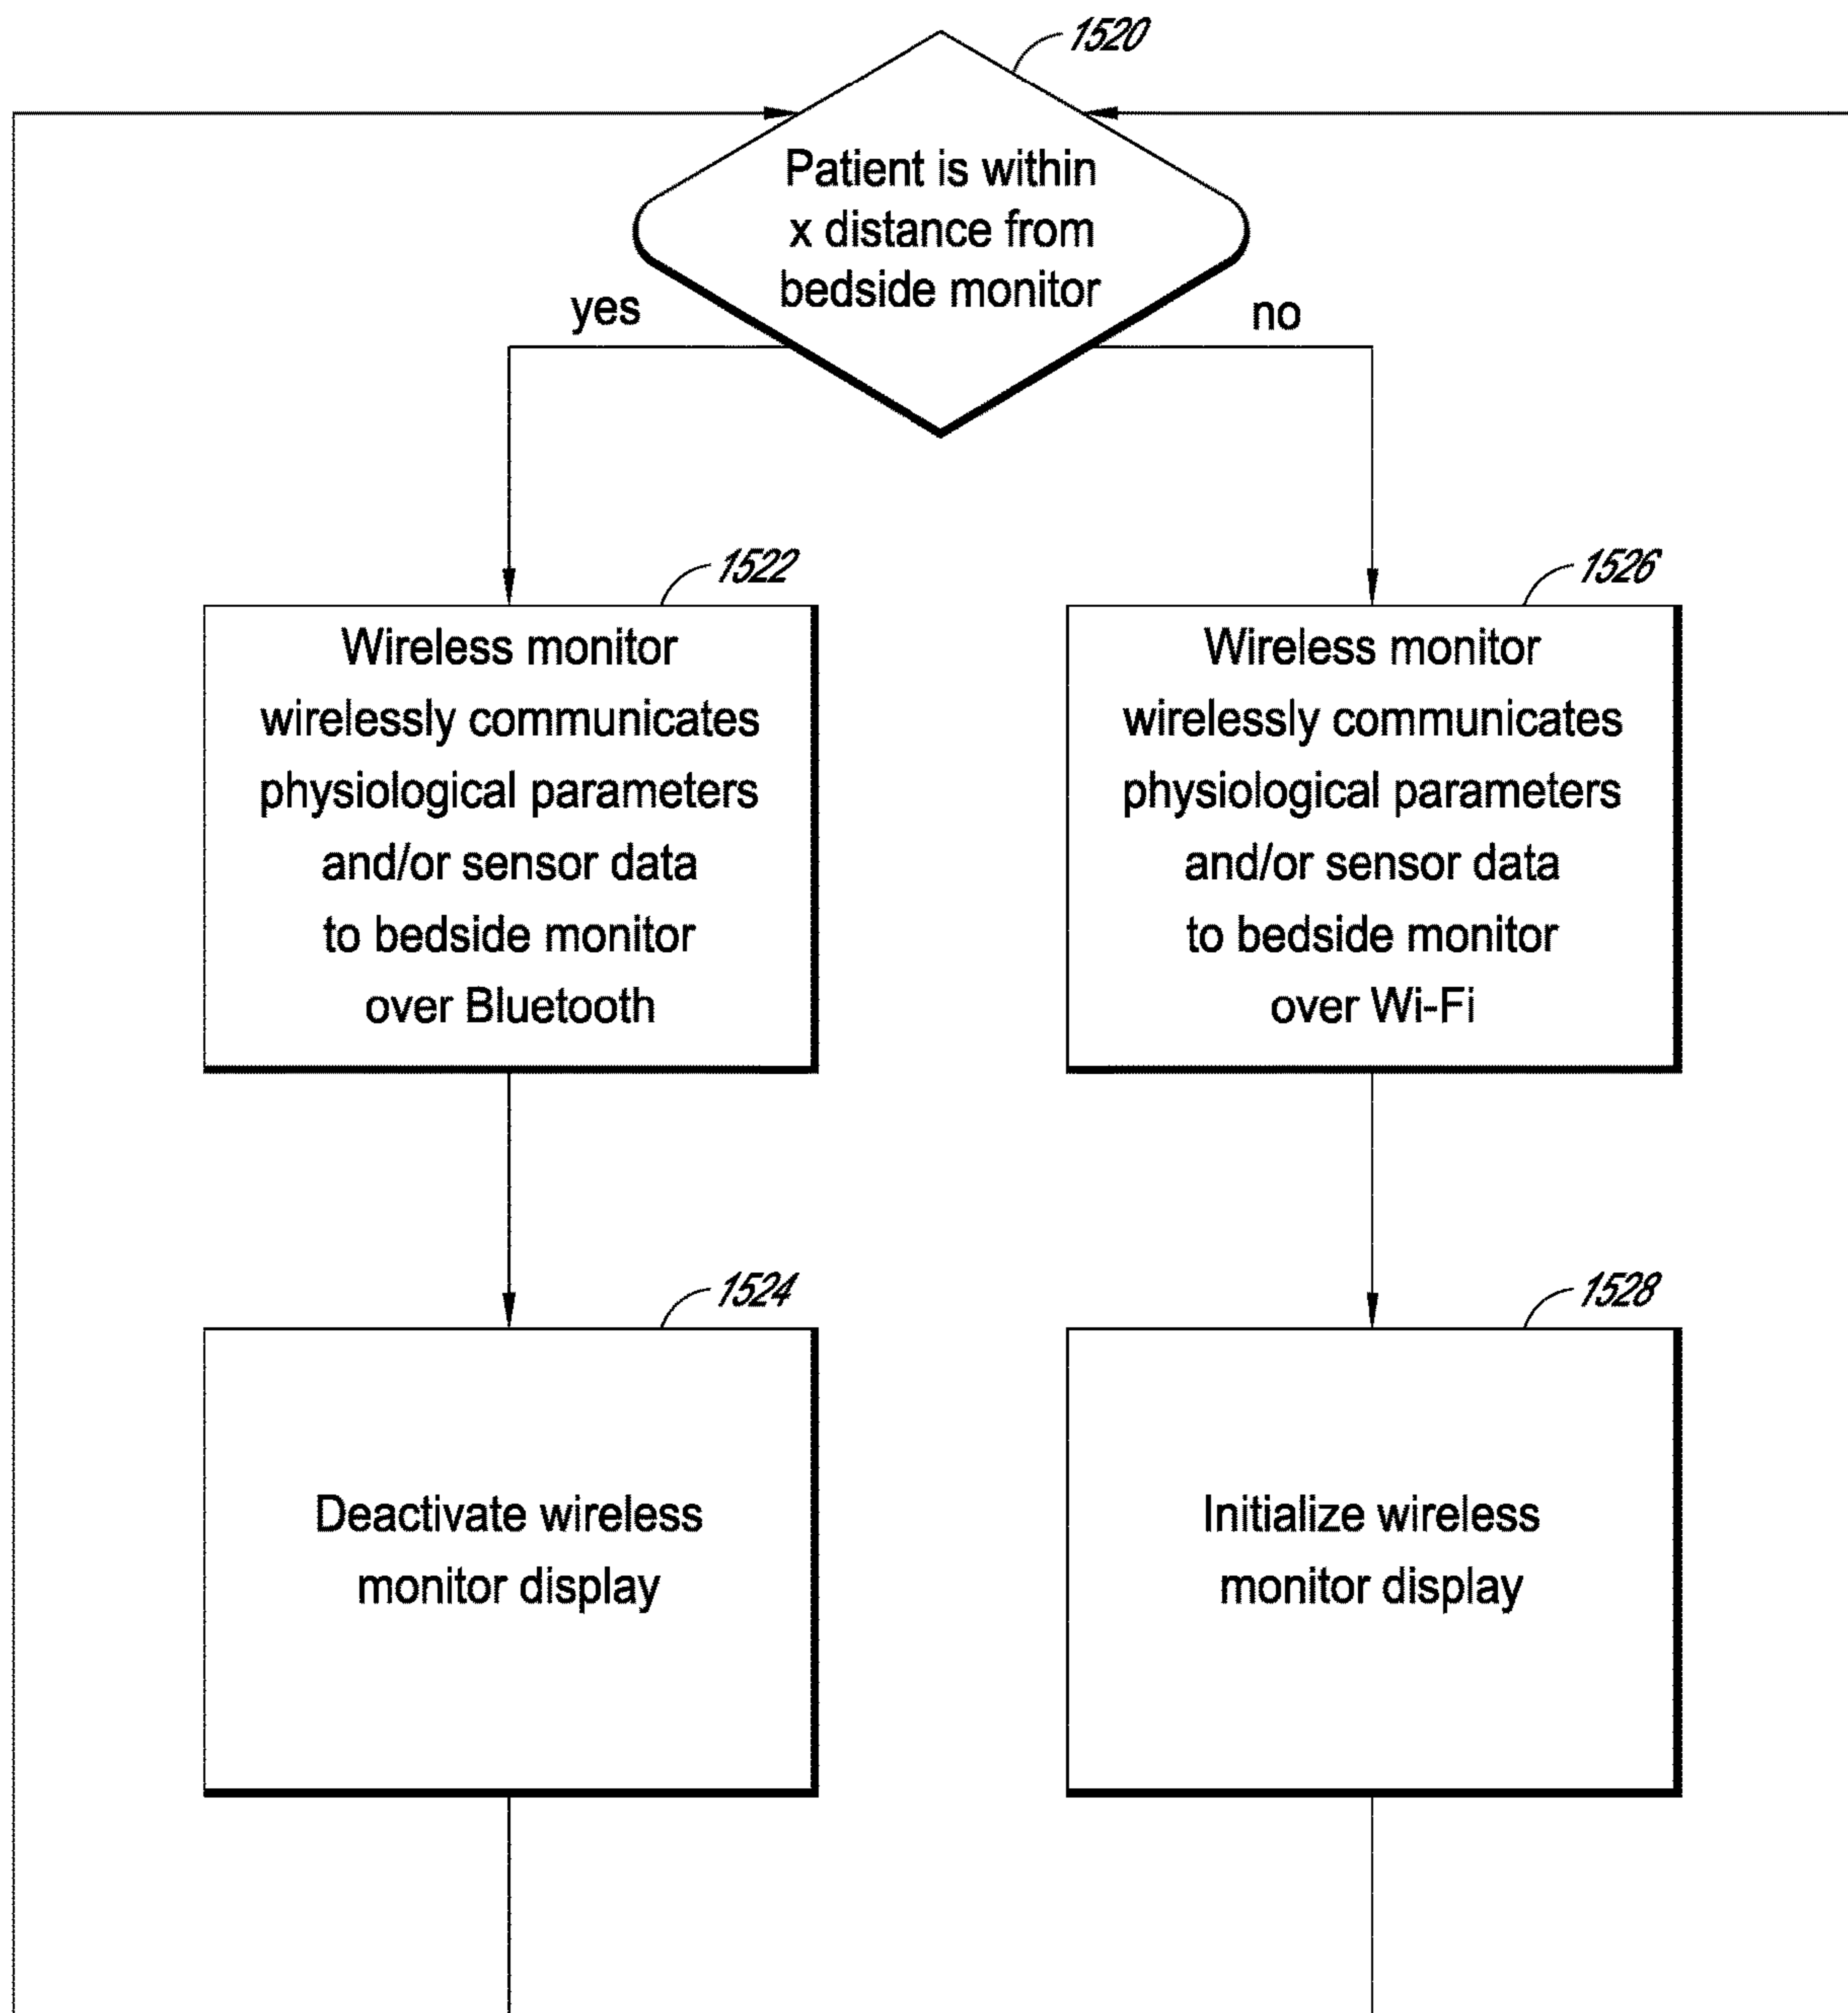 1520
Patient is within
x distance from
bedside monitor
yes
no
1522
Wireless monitor
wirelessly communicates
physiological parameters
and/or sensor data
to bedside monitor
over Bluetooth
1526
Wireless monitor
wirelessly communicates
physiological parameters
and/or sensor data
to bedside monitor
over Wi-Fi
1524
Deactivate wireless
monitor display
1528
Initialize wireless
monitor display